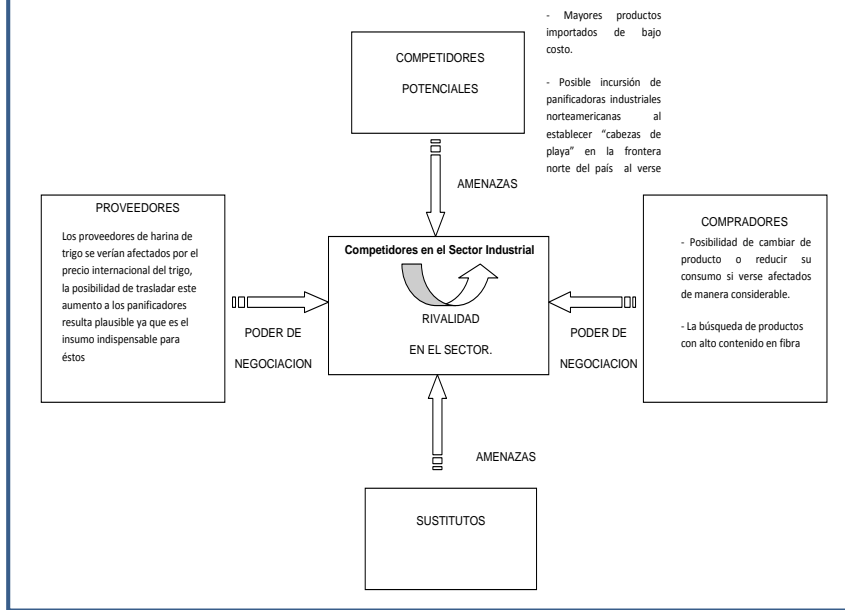 - Mayores productos
importados de bajo
costo.
- Posible incursión de
panificadoras industriales
norteamericanas al
establecer “cabezas de
playa” en la frontera
norte del país al verse
COMPETIDORES
POTENCIALES
AMENAZAS
PROVEEDORES
Los proveedores de harina de
trigo se verían afectados por el
precio internacional del trigo,
la posibilidad de trasladar este
aumento a los panificadores
resulta plausible ya que es el
insumo indispensable para
éstos
PODER DE
NEGOCIACION
Competidores en el Sector Industrial
RIVALIDAD
EN EL SECTOR.
PODER DE
NEGOCIACION
COMPRADORES
- Posibilidad de cambiar de
producto o reducir su
consumo si verse afectados
de manera considerable.
- La búsqueda de productos
con alto contenido en fibra
AMENAZAS
SUSTITUTOS